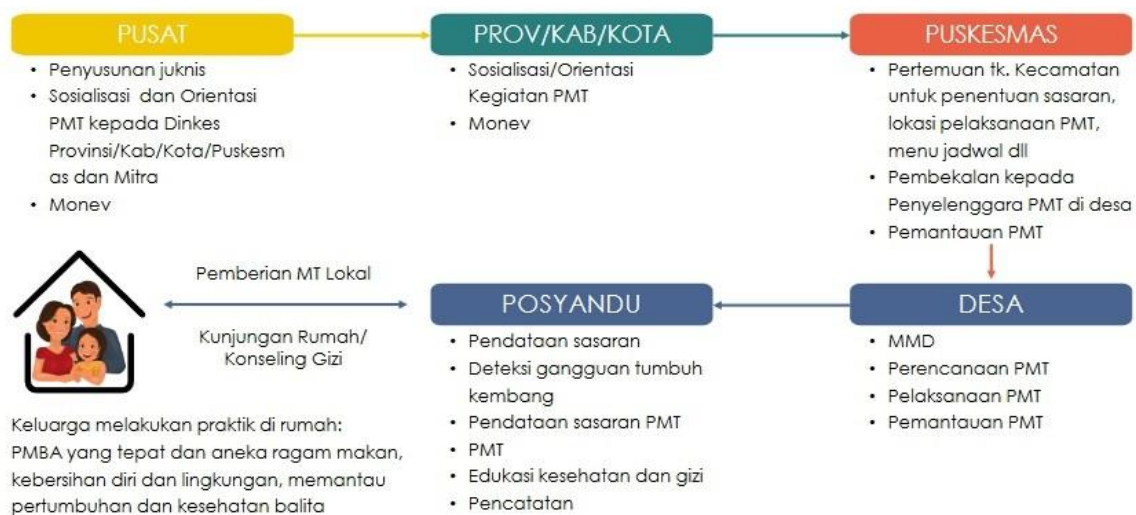 PUSAT
• Penyusunan juknis
• Sosialisasi dan Orientasi
PMT kepada Dinkes
Provinsi/Kab/Kota/Puskesm
as dan Mitra
• Monev
PROV/KAB/KOTA
• Sosialisasi/Orientasi
Kegiatan PMT
• Monev
PUSKESMAS
• Pertemuan tk. Kecamatan
untuk penentuan sasaran,
lokasi pelaksanaan PMT,
menu jadwal dll
• Pembekalan kepada
Penyelenggara PMT di desa
• Pemantauan PMT
DESA
• MMD
• Perencanaan PMT
• Pelaksanaan PMT
• Pemantauan PMT
POSYANDU
• Pendataan sasaran
• Deteksi gangguan tumbuh
kembang
• Pendataan sasaran PMT
• PMT
• Edukasi kesehatan dan gizi
• Pencatatan
Pemberian MT Lokal
Kunjungan Rumah/
Konseling Gizi
Keluarga melakukan praktik di rumah:
PMBA yang tepat dan aneka ragam makan,
kebersihan diri dan lingkungan, memantau
pertumbuhan dan kesehatan balita